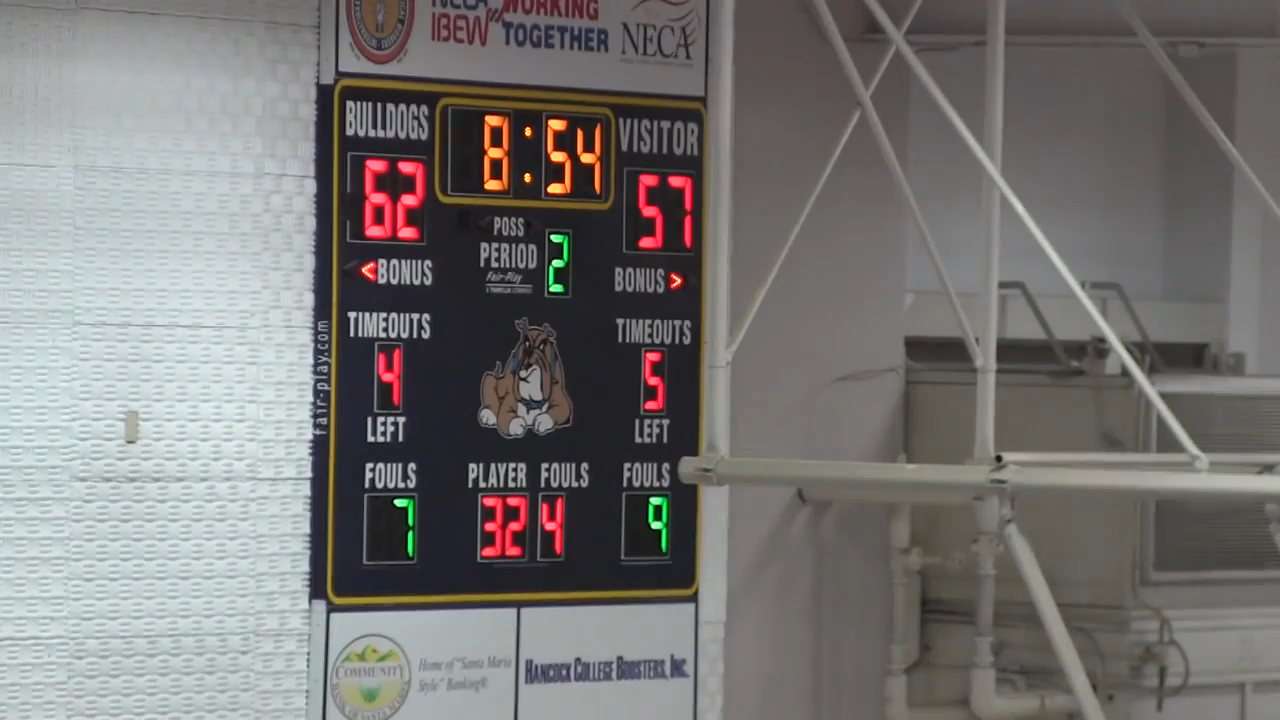 NECA WORKING
IBEW TOGETHER
NECA
BULLDOGS
8:54
VISITOR
62
57
POSS
PERIOD
2
Fair-Play
<BONUS
BONUS>
TIMEOUTS
4
LEFT
TIMEOUTS
5
LEFT
fair-play.com
FOULS
7
PLAYER FOULS
32 4
FOULS
9
COMMUNITY
Home of "Santa Maria
Style" Banking®
HANCOCK COLLEGE BOOSTERS, INC.